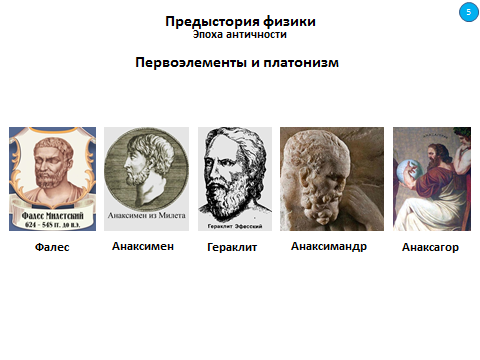 5
Предыстория физики
Эпоха античности
Первоэлементы и платонизм
Фалес Милетский
624 - 548 гг. до н.э.
Анаксимен из Милета
Гераклит Эфесский
Фалес
Анаксимен
Гераклит
Анаксимандр
Анаксагор